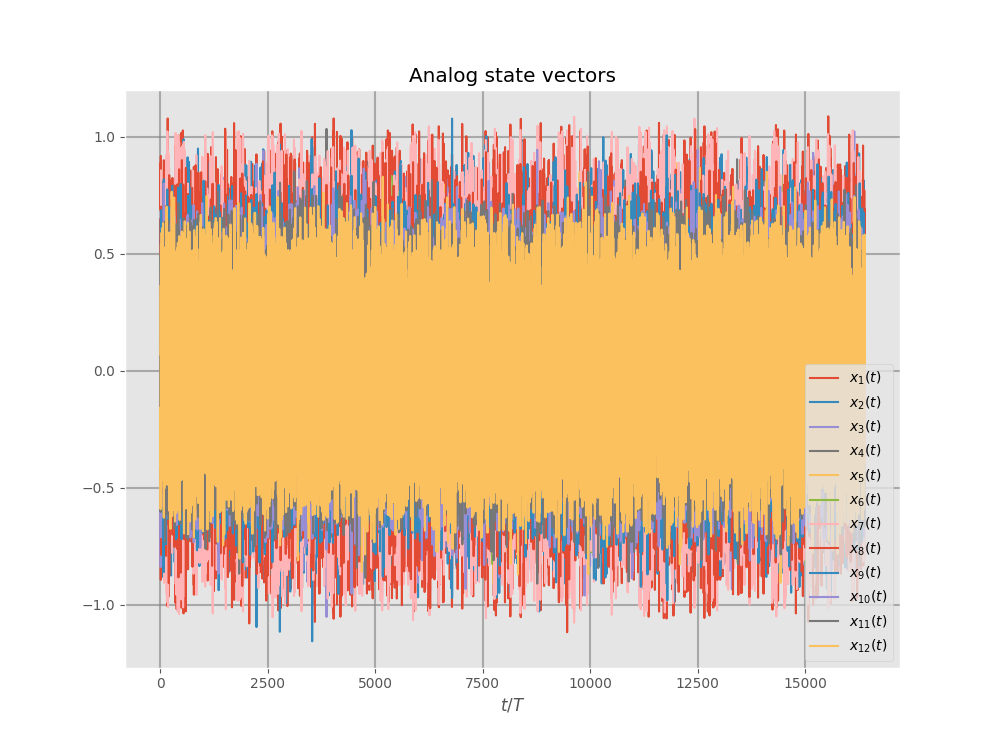 Analog state vectors
1.0
0.5
0.0
−0.5
−1.0
0
2500
5000
7500
10000
12500
15000
t/T
x₁(t)
x₂(t)
x₃(t)
x₄(t)
x₅(t)
x₆(t)
x₇(t)
x₈(t)
x₉(t)
x₁₀(t)
x₁₁(t)
x₁₂(t)